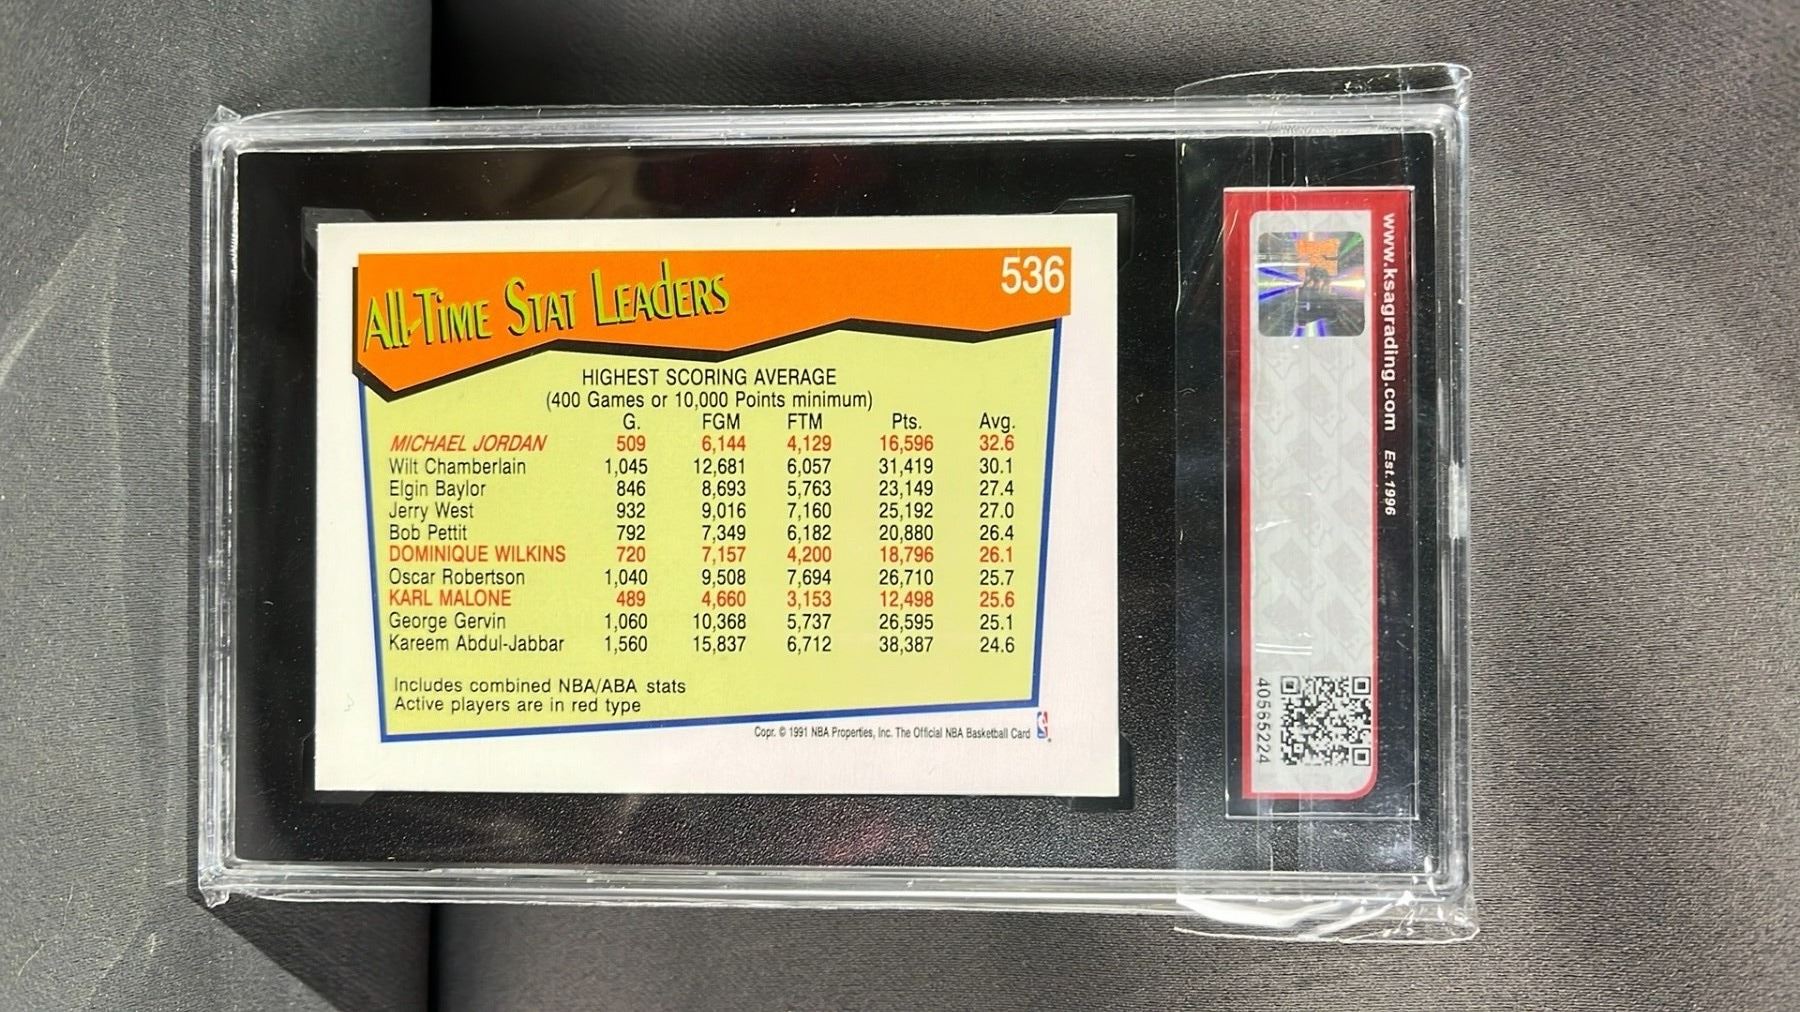 All-Time Stat Leaders
536
HIGHEST SCORING AVERAGE
(400 Games or 10,000 Points minimum)
G. FGM FTM Pts. Avg.
MICHAEL JORDAN 509 6,144 4,129 16,596 32.6
Wilt Chamberlain 1,045 12,681 6,057 31,419 30.1
Elgin Baylor 846 8,693 5,763 23,149 27.4
Jerry West 932 9,016 7,160 25,192 27.0
Bob Pettit 792 7,349 6,182 20,880 26.4
DOMINIQUE WILKINS 720 7,157 4,200 18,796 26.1
Oscar Robertson 1,040 9,508 7,694 26,710 25.7
KARL MALONE 489 4,660 3,153 12,498 25.6
George Gervin 1,060 10,368 5,737 26,595 25.1
Kareem Abdul-Jabbar 1,560 15,837 6,712 38,387 24.6
Includes combined NBA/ABA stats
Active players are in red type
Copr. © 1991 NBA Properties, Inc. The Official NBA Basketball Card
www.ksagrading.com Est.1996
405655224